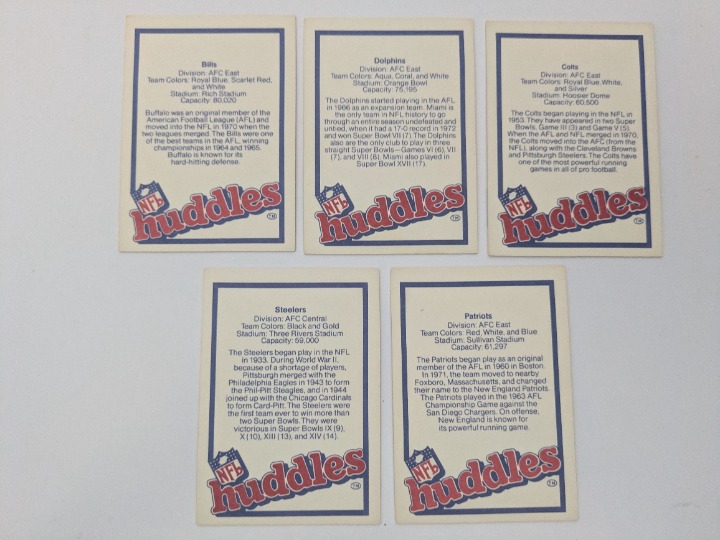 Bills
Division: AFC East
Team Colors: Royal Blue, Scarlet Red,
and White
Stadium: Rich Stadium
Capacity: 80,020
Buffalo was an original member of the
American Football League (AFL) and
moved into the NFL in 1970 when the
two leagues merged. The Bills were one
of the best teams in the AFL, winning
championships in 1964 and 1965.
Buffalo is known for its
hard-hitting defense.
NFL
huddles
TM
Dolphins
Division: AFC East
Team Colors: Aqua, Coral, and White
Stadium: Orange Bowl
Capacity: 75,195
The Dolphins started playing in the AFL
in 1966 as an expansion team. Miami is
the only team in NFL history to go
through an entire season undefeated and
untied, when it had a 17-0 record in 1972
and won Super Bowl VII (7). The Dolphins
also are the only club to play in three
straight Super Bowls—Games VI (6), VII
(7), and VIII (8). Miami also played in
Super Bowl XVII (17).
NFL
huddles
TM
Colts
Division: AFC East
Team Colors: Royal Blue, White,
and Silver
Stadium: Hoosier Dome
Capacity: 60,500
The Colts began playing in the NFL in
1953. They have appeared in two Super
Bowls, Game III (3) and Game V (5).
When the AFL and NFL merged in 1970,
the Colts moved into the AFC (from the
NFL), along with the Cleveland Browns
and Pittsburgh Steelers. The Colts have
one of the most powerful running
games in all of pro football.
NFL
huddles
TM
Steelers
Division: AFC Central
Team Colors: Black and Gold
Stadium: Three Rivers Stadium
Capacity: 59,000
The Steelers began play in the NFL
in 1933. During World War II,
because of a shortage of players,
Pittsburgh merged with the
Philadelphia Eagles in 1943 to form
the Phil-Pitt Steagles, and in 1944
joined up with the Chicago Cardinals
to form Card-Pitt. The Steelers were
the first team ever to win more than
two Super Bowls. They were
victorious in Super Bowls IX (9),
X (10), XIII (13), and XIV (14).
NFL
huddles
TM
Patriots
Division: AFC East
Team Colors: Red, White, and Blue
Stadium: Sullivan Stadium
Capacity: 61,297
The Patriots began play as an original
member of the AFL in 1960 in Boston.
In 1971, the team moved to nearby
Foxboro, Massachusetts, and changed
their name to the New England Patriots.
The Patriots played in the 1963 AFL
Championship Game against the
San Diego Chargers. On offense,
New England is known for
its powerful running game.
NFL
huddles
TM